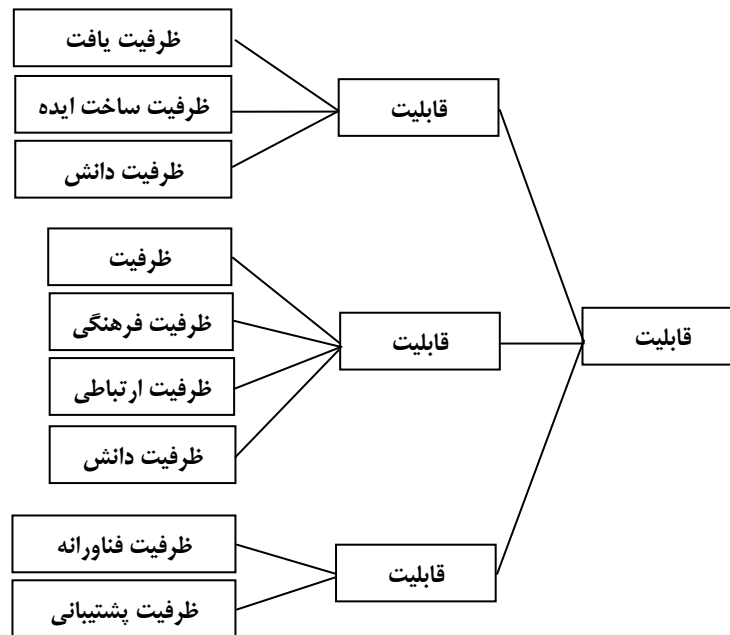 ظرفیت یافت
ظرفیت ساخت ایده
قابلیت
ظرفیت دانش
ظرفیت
ظرفیت فرهنگی
قابلیت
قابلیت
ظرفیت ارتباطی
ظرفیت دانش
ظرفیت فناورانه
قابلیت
ظرفیت پشتیبانی